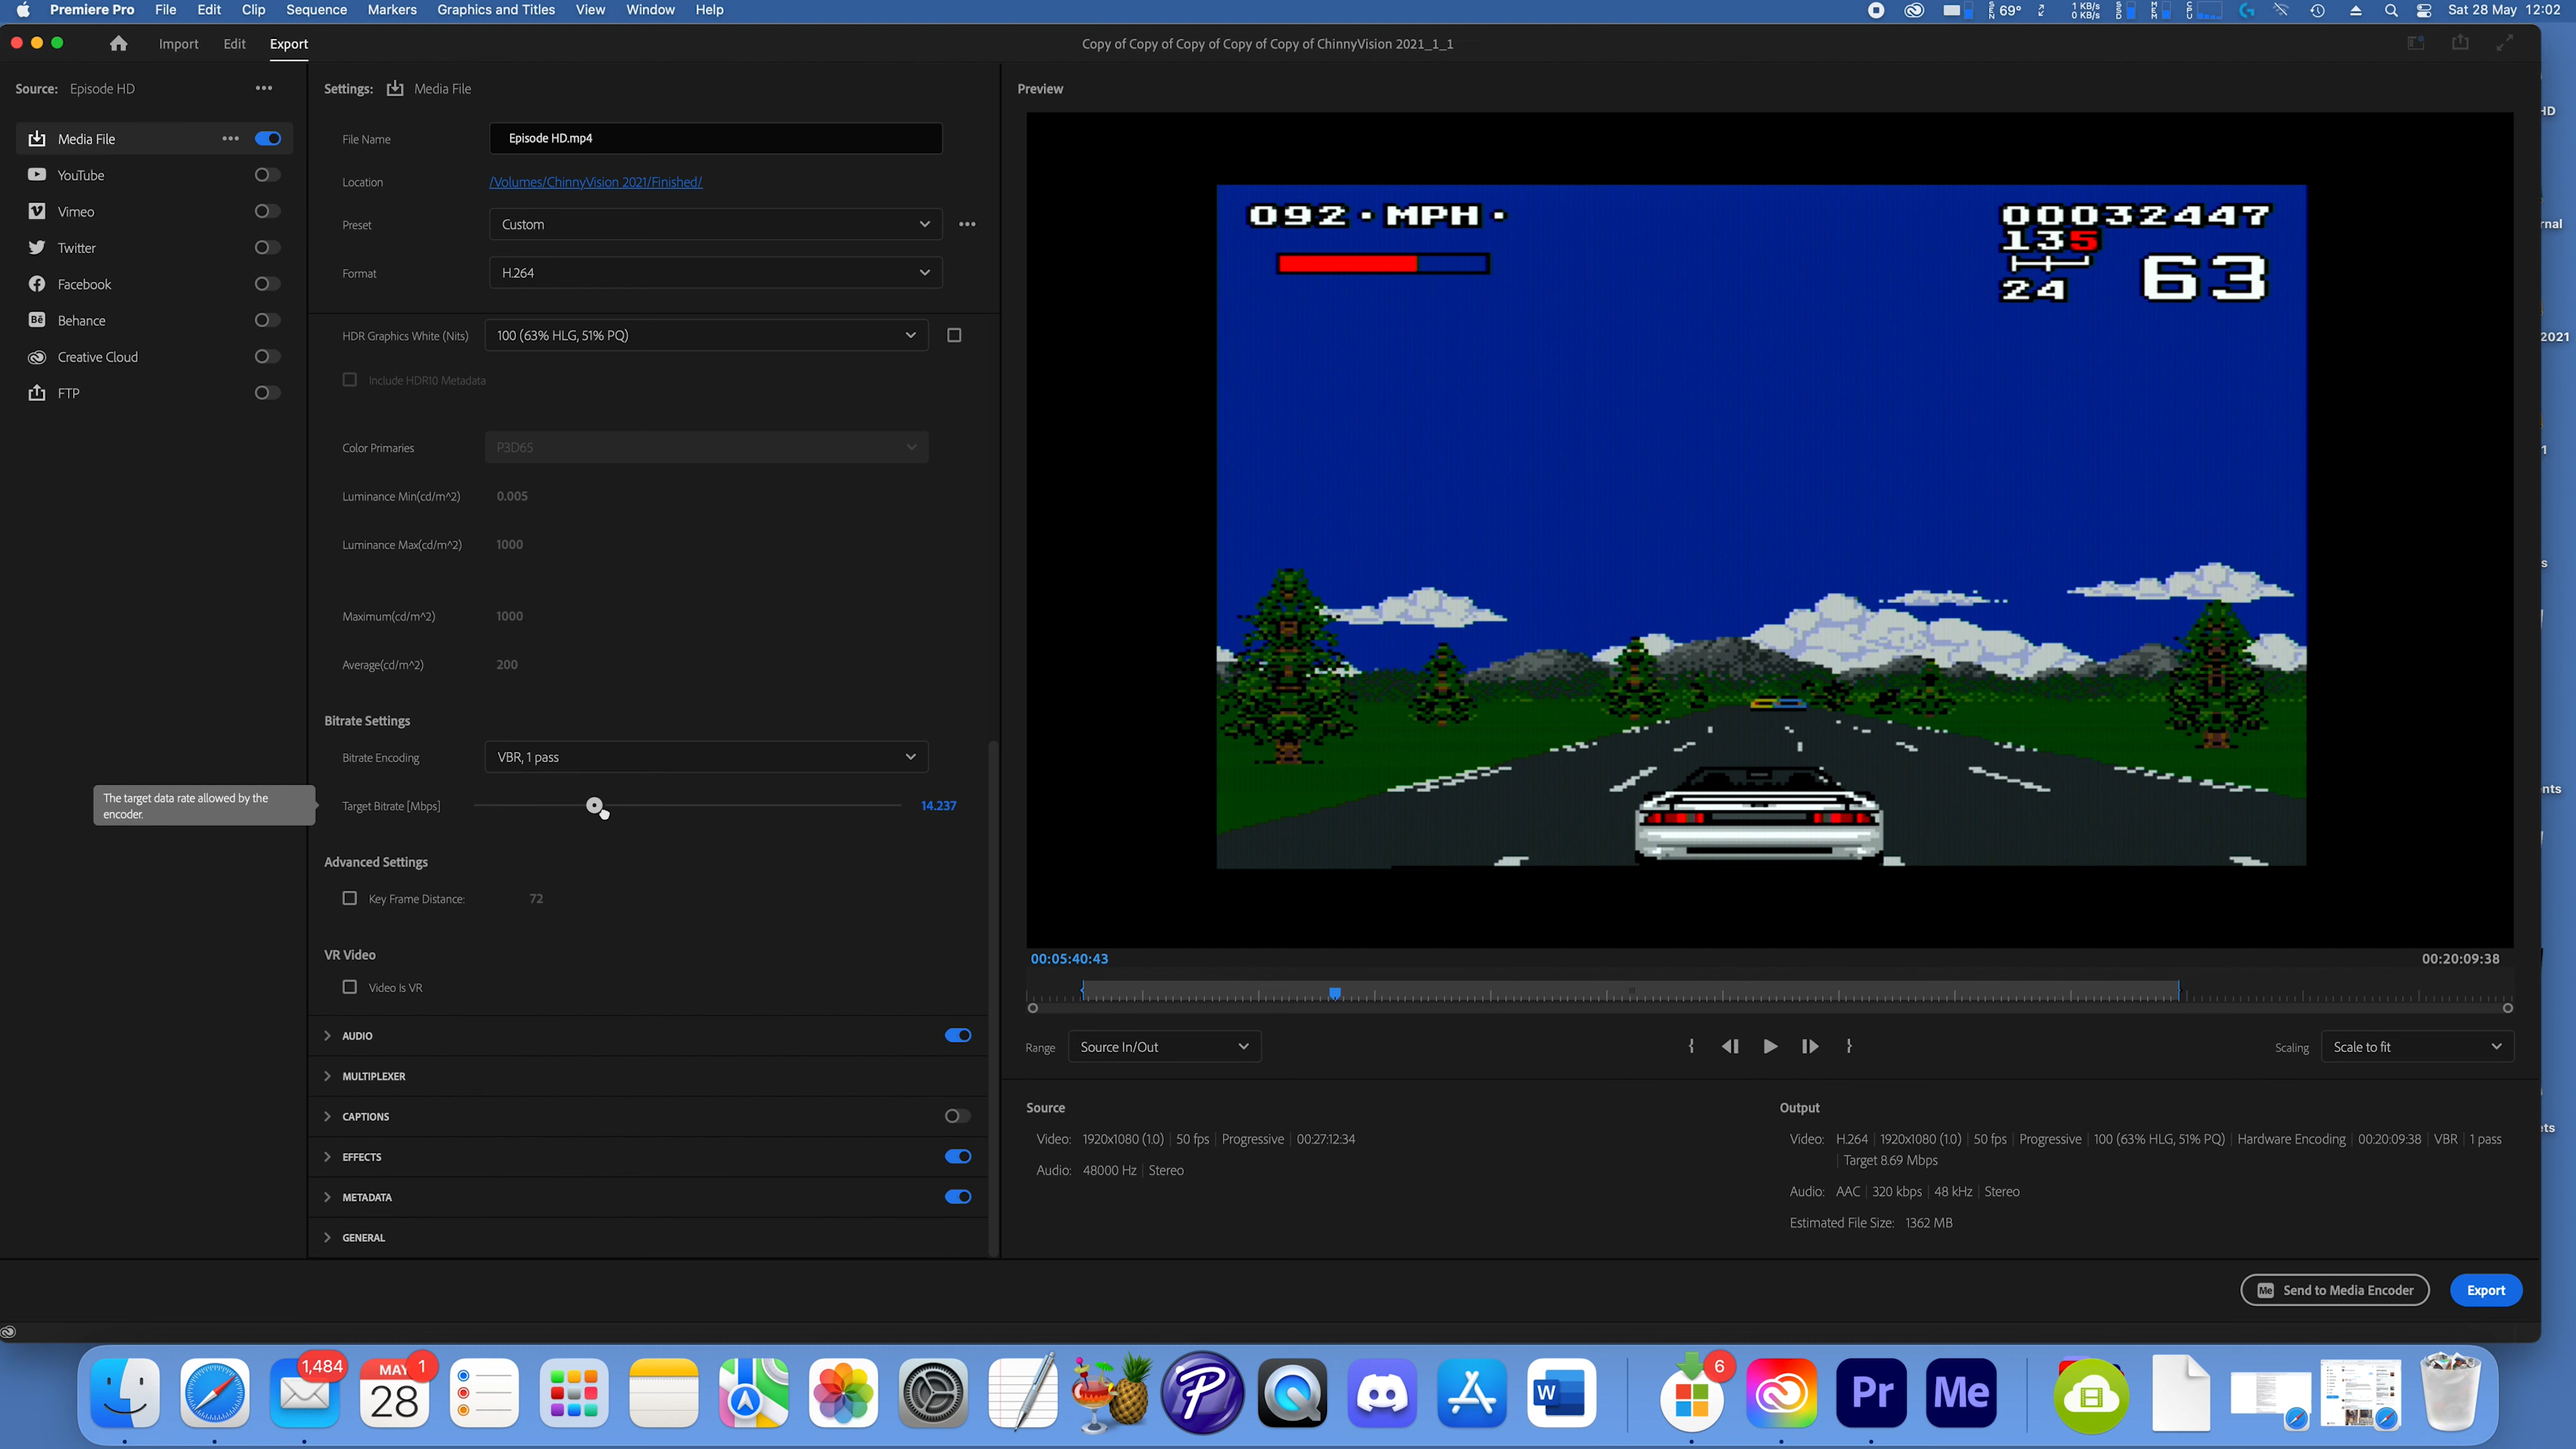 Premiere Pro File Edit Clip Sequence Markers Graphics and Titles View Window Help
69° 1 KB/s 0 KB/s Sat 28 May 12:02
Import Edit Export
Copy of Copy of Copy of Copy of Copy of ChinnyVision 2021_1_1
Source: Episode HD
Media File
YouTube
Vimeo
Twitter
Facebook
Behance
Creative Cloud
FTP
Settings: Media File
File Name Episode HD.mp4
Location /Volumes/ChinnyVision 2021/Finished/
Preset Custom
Format H.264
HDR Graphics White (Nits) 100 (63% HLG, 51% PQ)
Include HDR10 Metadata
Color Primaries P3D65
Luminance Min(cd/m^2) 0.005
Luminance Max(cd/m^2) 1000
Maximum(cd/m^2) 1000
Average(cd/m^2) 200
Bitrate Settings
Bitrate Encoding VBR, 1 pass
The target data rate allowed by the
encoder.
Target Bitrate [Mbps] 14.237
Advanced Settings
Key Frame Distance: 72
VR Video
Video Is VR
AUDIO
MULTIPLEXER
CAPTIONS
EFFECTS
METADATA
GENERAL
Preview
092·MPH·
00032447
135
24
63
00:05:40:43 00:20:09:38
Range Source In/Out
Scaling Scale to fit
Source
Video: 1920x1080 (1.0) | 50 fps | Progressive | 00:27:12:34
Audio: 48000 Hz | Stereo
Output
Video: H.264 | 1920x1080 (1.0) | 50 fps | Progressive | 100 (63% HLG, 51% PQ) | Hardware Encoding | 00:20:09:38 | VBR | 1 pass
| Target 8.69 Mbps
Audio: AAC | 320 kbps | 48 kHz | Stereo
Estimated File Size: 1362 MB
Me Send to Media Encoder
Export
HD
rnal
2021
1
s
ents
ets
1,484
MAY 1
28
W
6
Pr
Me